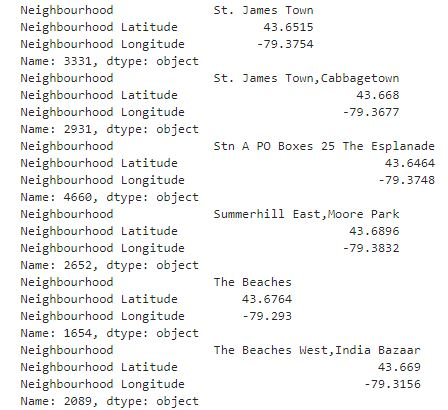 Neighbourhood St. James Town
Neighbourhood Latitude 43.6515
Neighbourhood Longitude -79.3754
Name: 3331, dtype: object
Neighbourhood St. James Town,Cabbagetown
Neighbourhood Latitude 43.668
Neighbourhood Longitude -79.3677
Name: 2931, dtype: object
Neighbourhood Stn A PO Boxes 25 The Esplanade
Neighbourhood Latitude 43.6464
Neighbourhood Longitude -79.3748
Name: 4660, dtype: object
Neighbourhood Summerhill East,Moore Park
Neighbourhood Latitude 43.6896
Neighbourhood Longitude -79.3832
Name: 2652, dtype: object
Neighbourhood The Beaches
Neighbourhood Latitude 43.6764
Neighbourhood Longitude -79.293
Name: 1654, dtype: object
Neighbourhood The Beaches West,India Bazaar
Neighbourhood Latitude 43.669
Neighbourhood Longitude -79.3156
Name: 2089, dtype: object